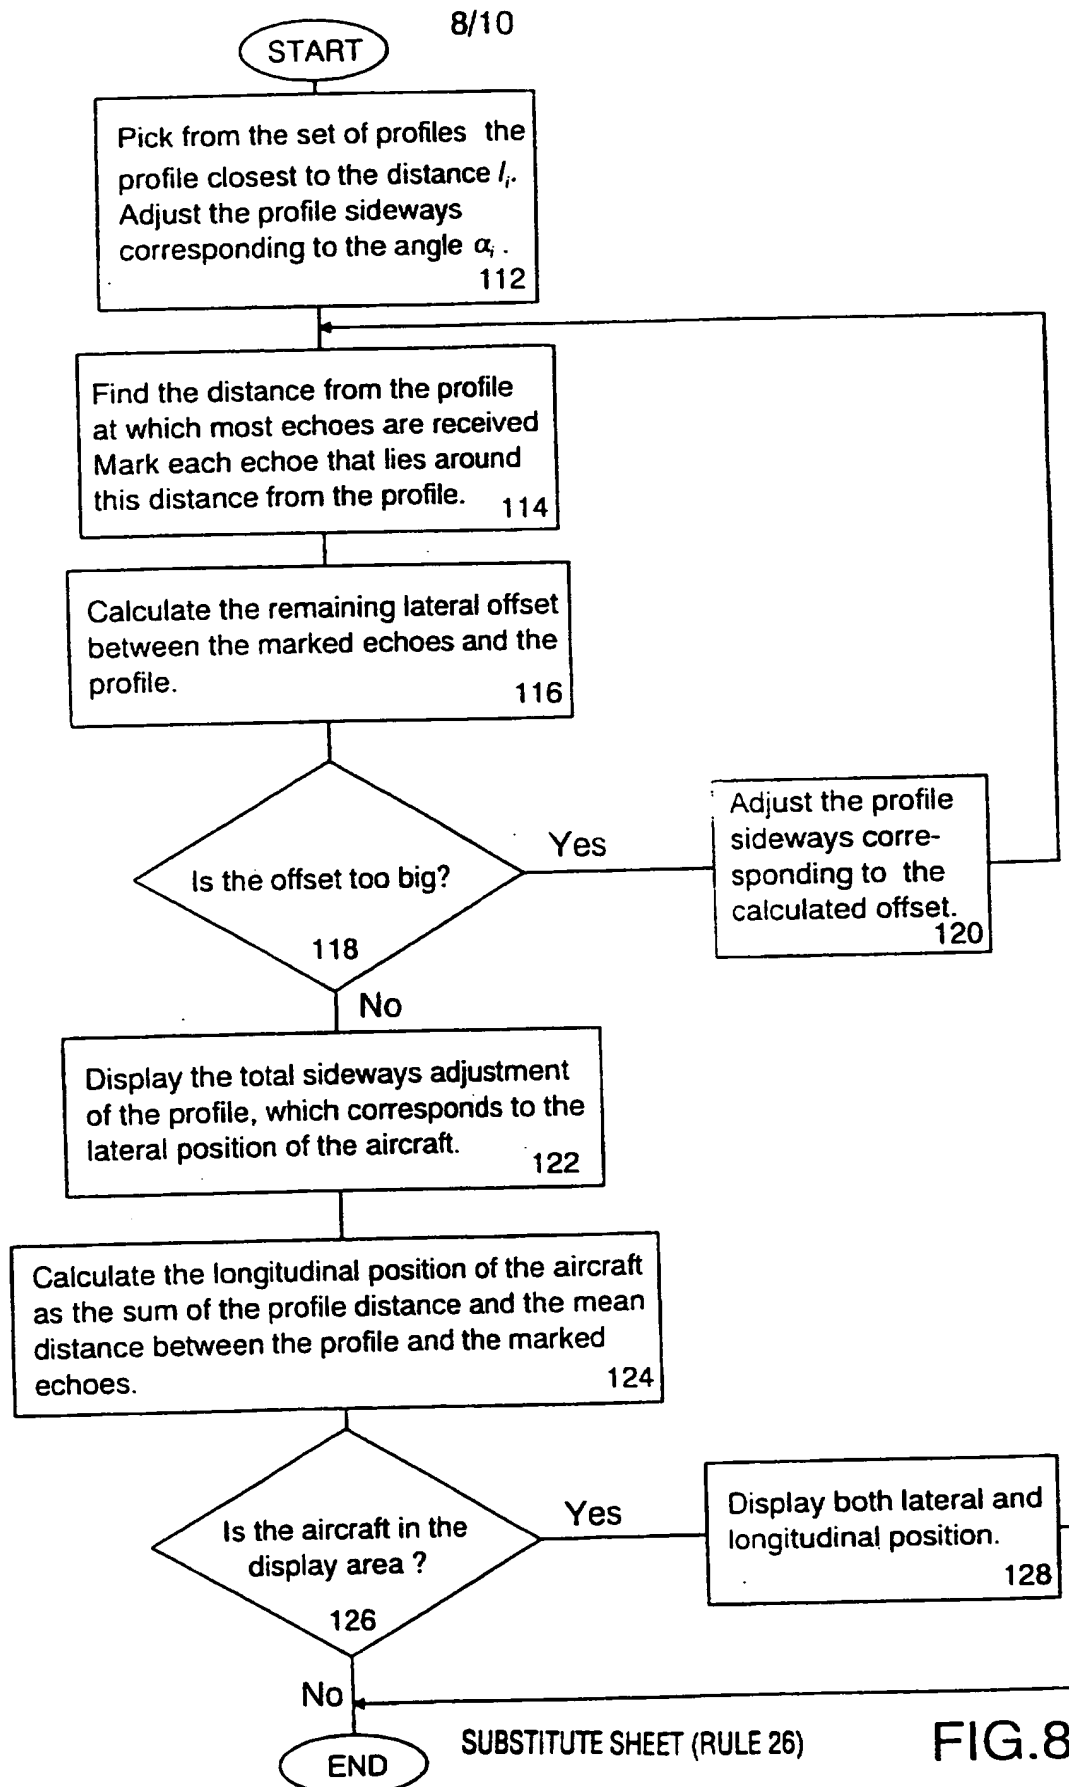 8/10
START
Pick from the set of profiles the
profile closest to the distance lᵢ.
Adjust the profile sideways
corresponding to the angle αᵢ.
112
Find the distance from the profile
at which most echoes are received
Mark each echoe that lies around
this distance from the profile.
114
Calculate the remaining lateral offset
between the marked echoes and the
profile.
116
Is the offset too big?
118
Yes
Adjust the profile
sideways corre-
sponding to the
calculated offset.
120
No
Display the total sideways adjustment
of the profile, which corresponds to the
lateral position of the aircraft.
122
Calculate the longitudinal position of the aircraft
as the sum of the profile distance and the mean
distance between the profile and the marked
echoes.
124
Is the aircraft in the
display area ?
126
Yes
Display both lateral and
longitudinal position.
128
No
END
SUBSTITUTE SHEET (RULE 26)
FIG.8